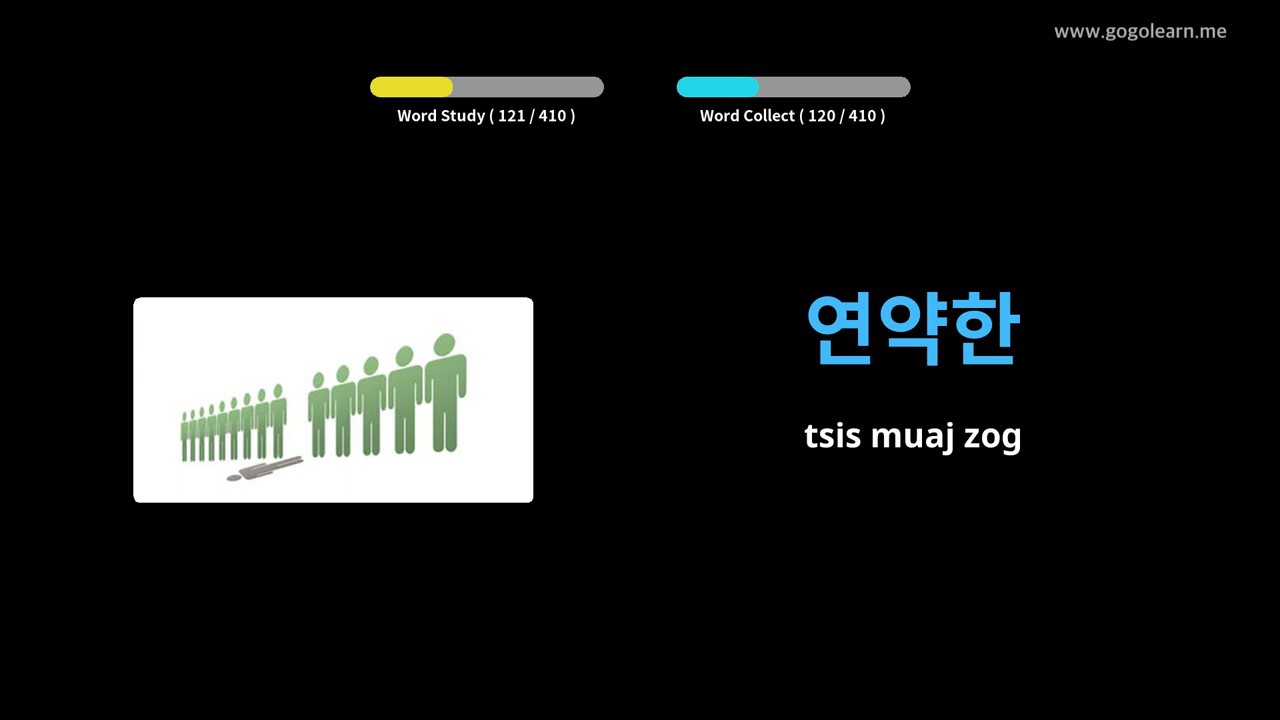 www.gogolearn.me
Word Study ( 121 / 410 )
Word Collect ( 120 / 410 )
연약한
tsis muaj zog